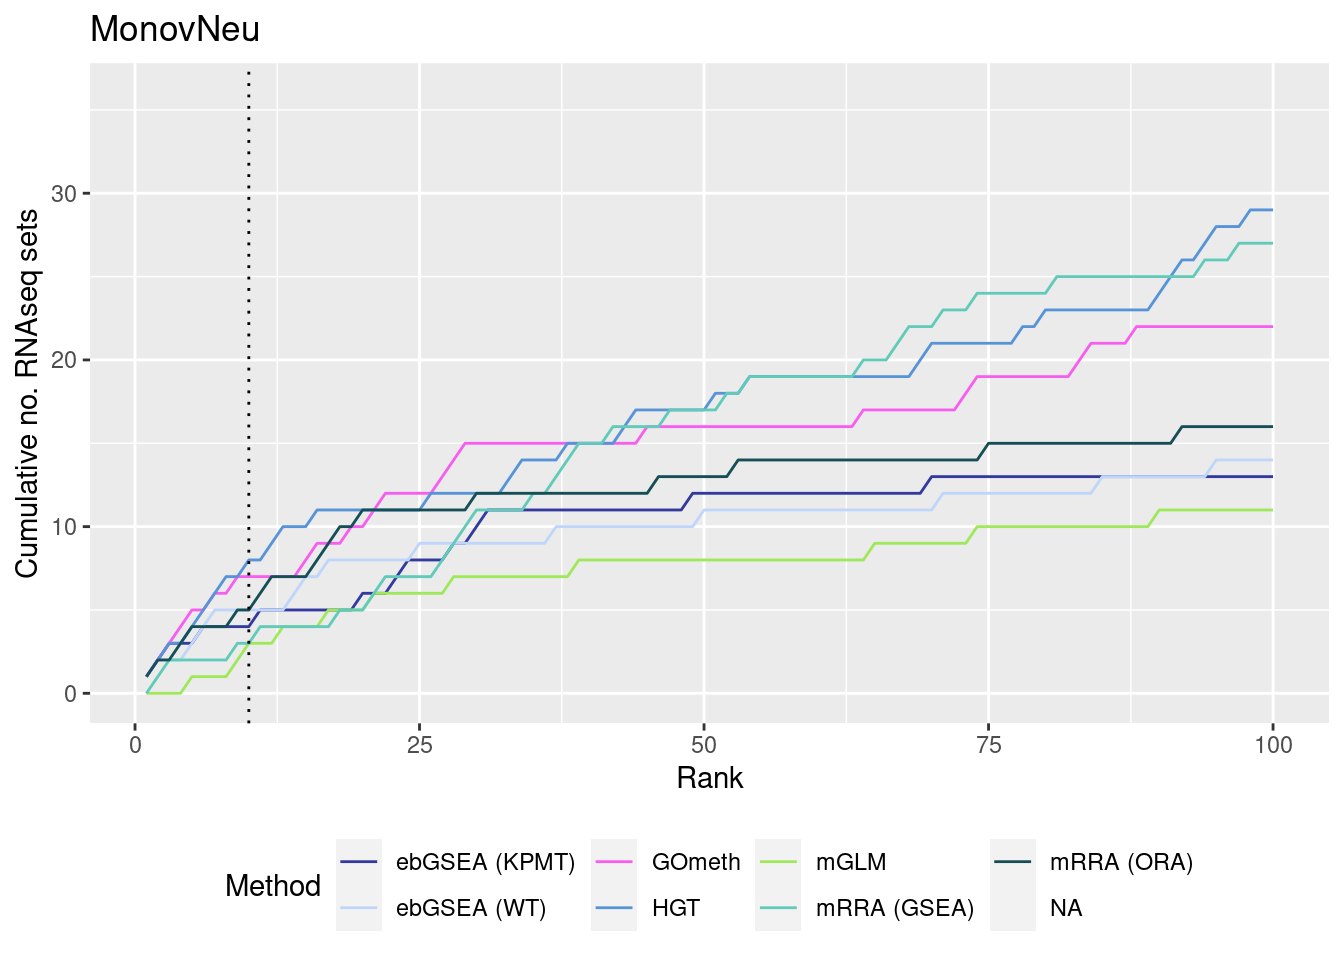 MonovNeu
Cumulative no. RNAseq sets
30
20
10
0
0 25 50 75 100
Rank
Method
ebGSEA (KPMT) GOmeth mGLM mRRA (ORA)
ebGSEA (WT) HGT mRRA (GSEA) NA